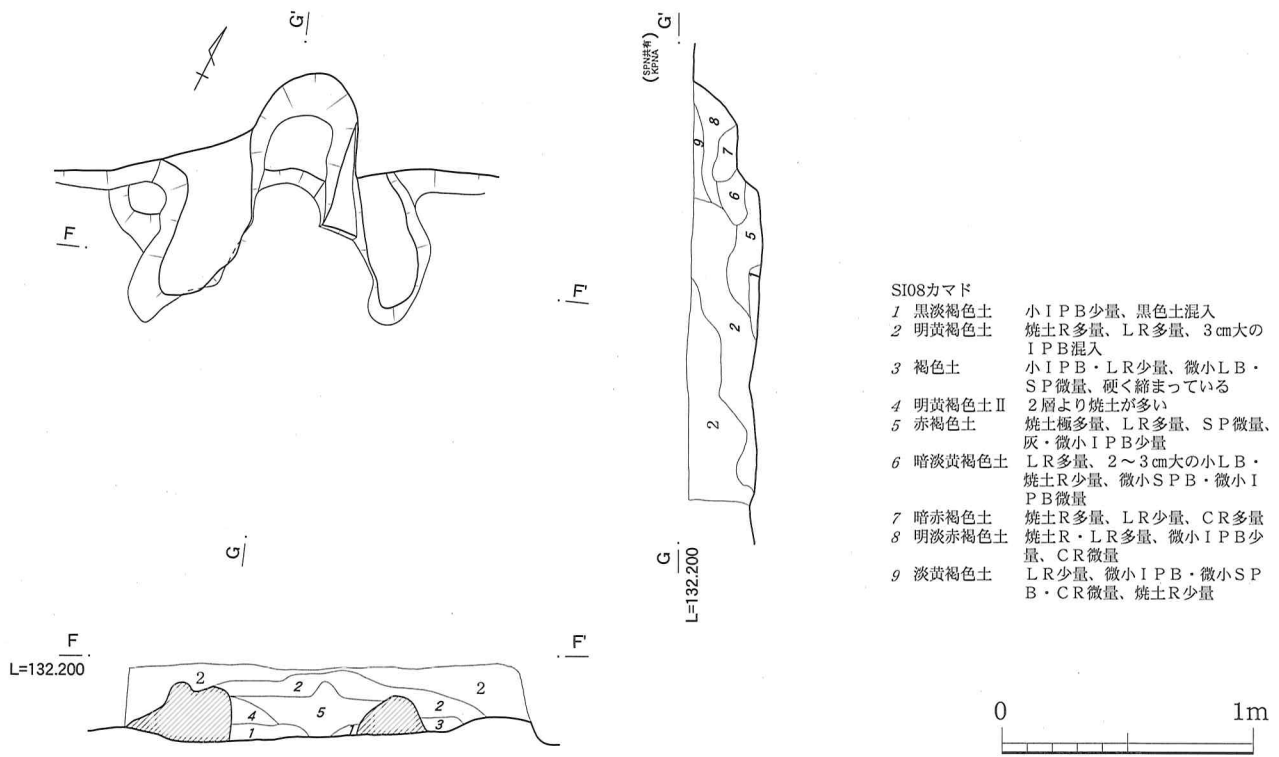 G'
F
F'
G
G'
(SPN共有)
KPNA
9
8
7
6
5
1
2
2
G
L=132.200
SI08カマド
1 黒淡褐色土 小ＩＰＢ少量、黒色土混入
2 明黄褐色土 焼土Ｒ多量、ＬＲ多量、３㎝大の
ＩＰＢ混入
3 褐色土 小ＩＰＢ・ＬＲ少量、微小ＬＢ・
ＳＰ微量、硬く締まっている
4 明黄褐色土Ⅱ ２層より焼土が多い
5 赤褐色土 焼土極多量、ＬＲ多量、ＳＰ微量、
灰・微小ＩＰＢ少量
6 暗淡黄褐色土 ＬＲ多量、２～３㎝大の小ＬＢ・
焼土Ｒ少量、微小ＳＰＢ・微小Ｉ
ＰＢ微量
7 暗赤褐色土 焼土Ｒ多量、ＬＲ少量、ＣＲ多量
8 明淡赤褐色土 焼土Ｒ・ＬＲ多量、微小ＩＰＢ少
量、ＣＲ微量
9 淡黄褐色土 ＬＲ少量、微小ＩＰＢ・微小ＳＰ
Ｂ・ＣＲ微量、焼土Ｒ少量
F
F'
L=132.200
2 2 2
4 5 2
1 1 3
0 1m